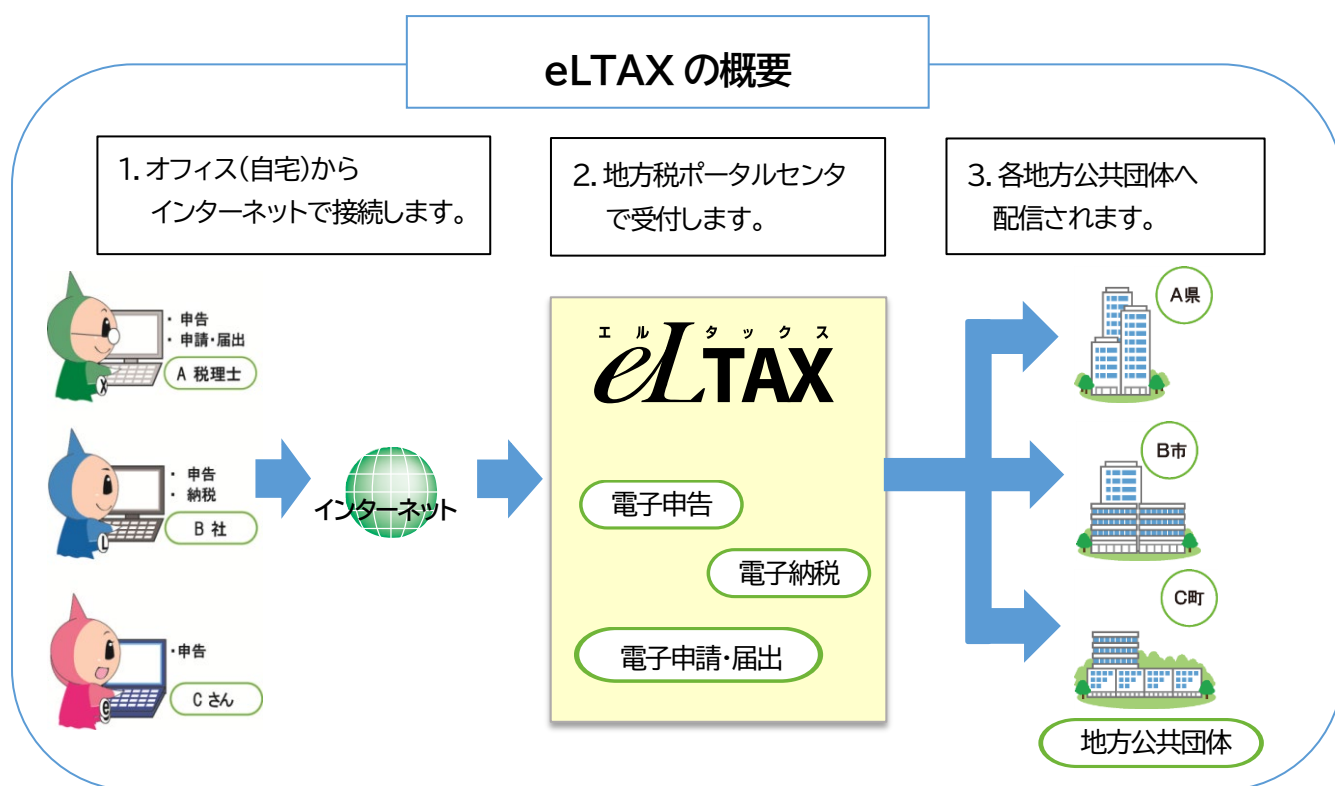 eLTAX の概要
1. オフィス(自宅)から
インターネットで接続します。
2. 地方税ポータルセンタ
で受付します。
3. 各地方公共団体へ
配信されます。
・ 申告
・ 申請・届出
A 税理士
X
・ 申告
・ 納税
B 社
L
・申告
C さん
e
インターネット
エルタックス
eLTAX
電子申告
電子納税
電子申請・届出
A県
B市
C町
地方公共団体